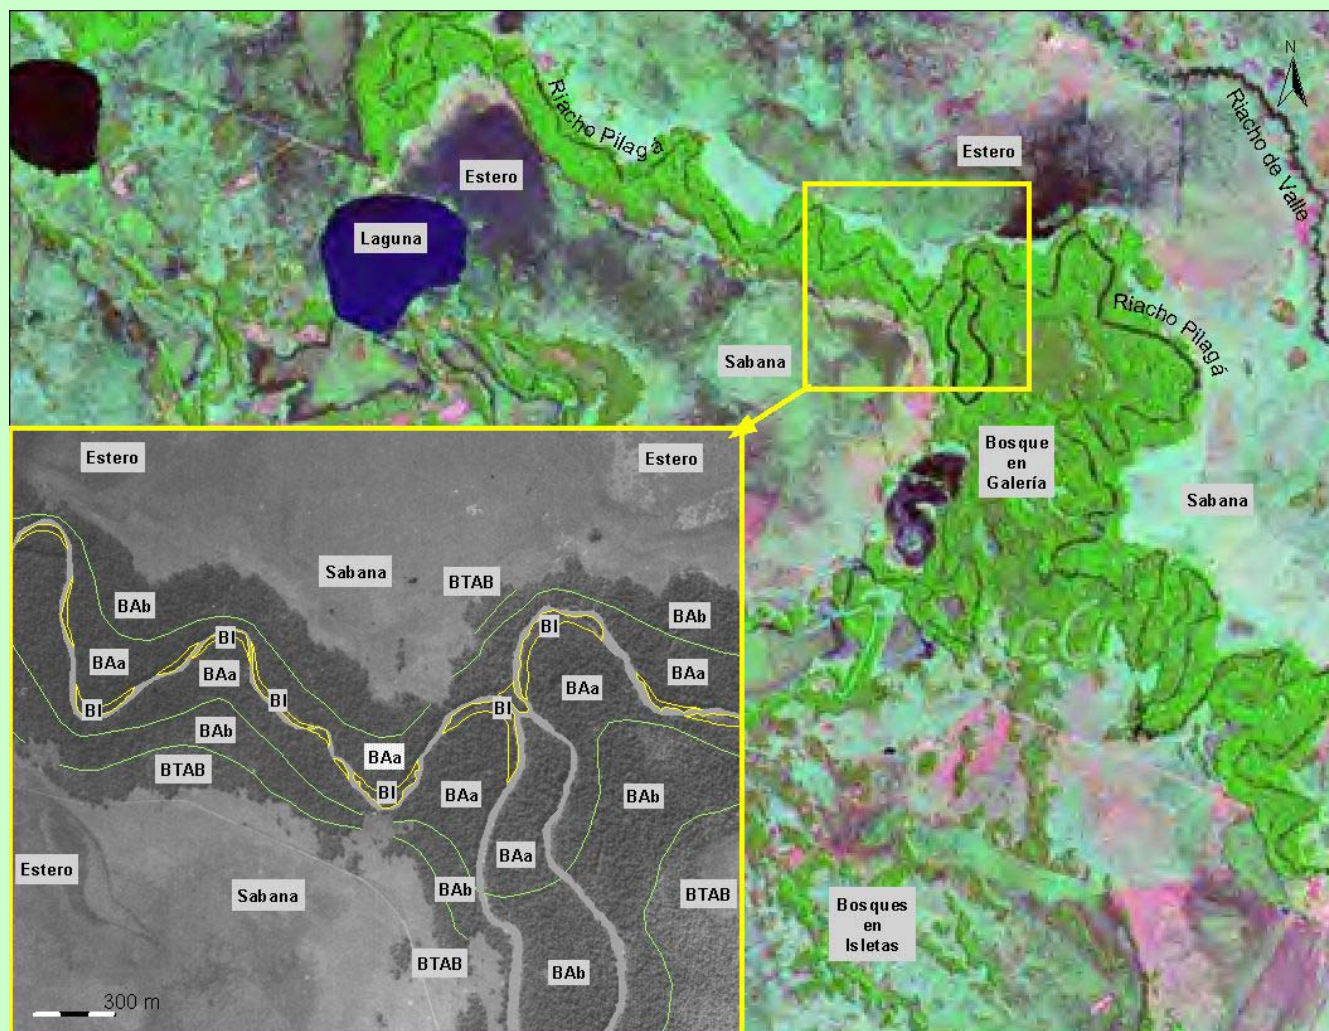 N
Riacho Pilagá
Riacho de Valle
Estero
Estero
Laguna
Riacho Pilagá
Sabana
Bosque
en
Galería
Sabana
Bosques
en
Isletas
Estero
Estero
Sabana
BTAB
BAb
BAb
BI
BI
BAa
BAa
BAa
BAa
BI
BI
BI
BAb
BAa
BTAB
BI
BAa
BAb
BAa
Estero
BAb
Sabana
BTAB
BTAB
BAb
300 m